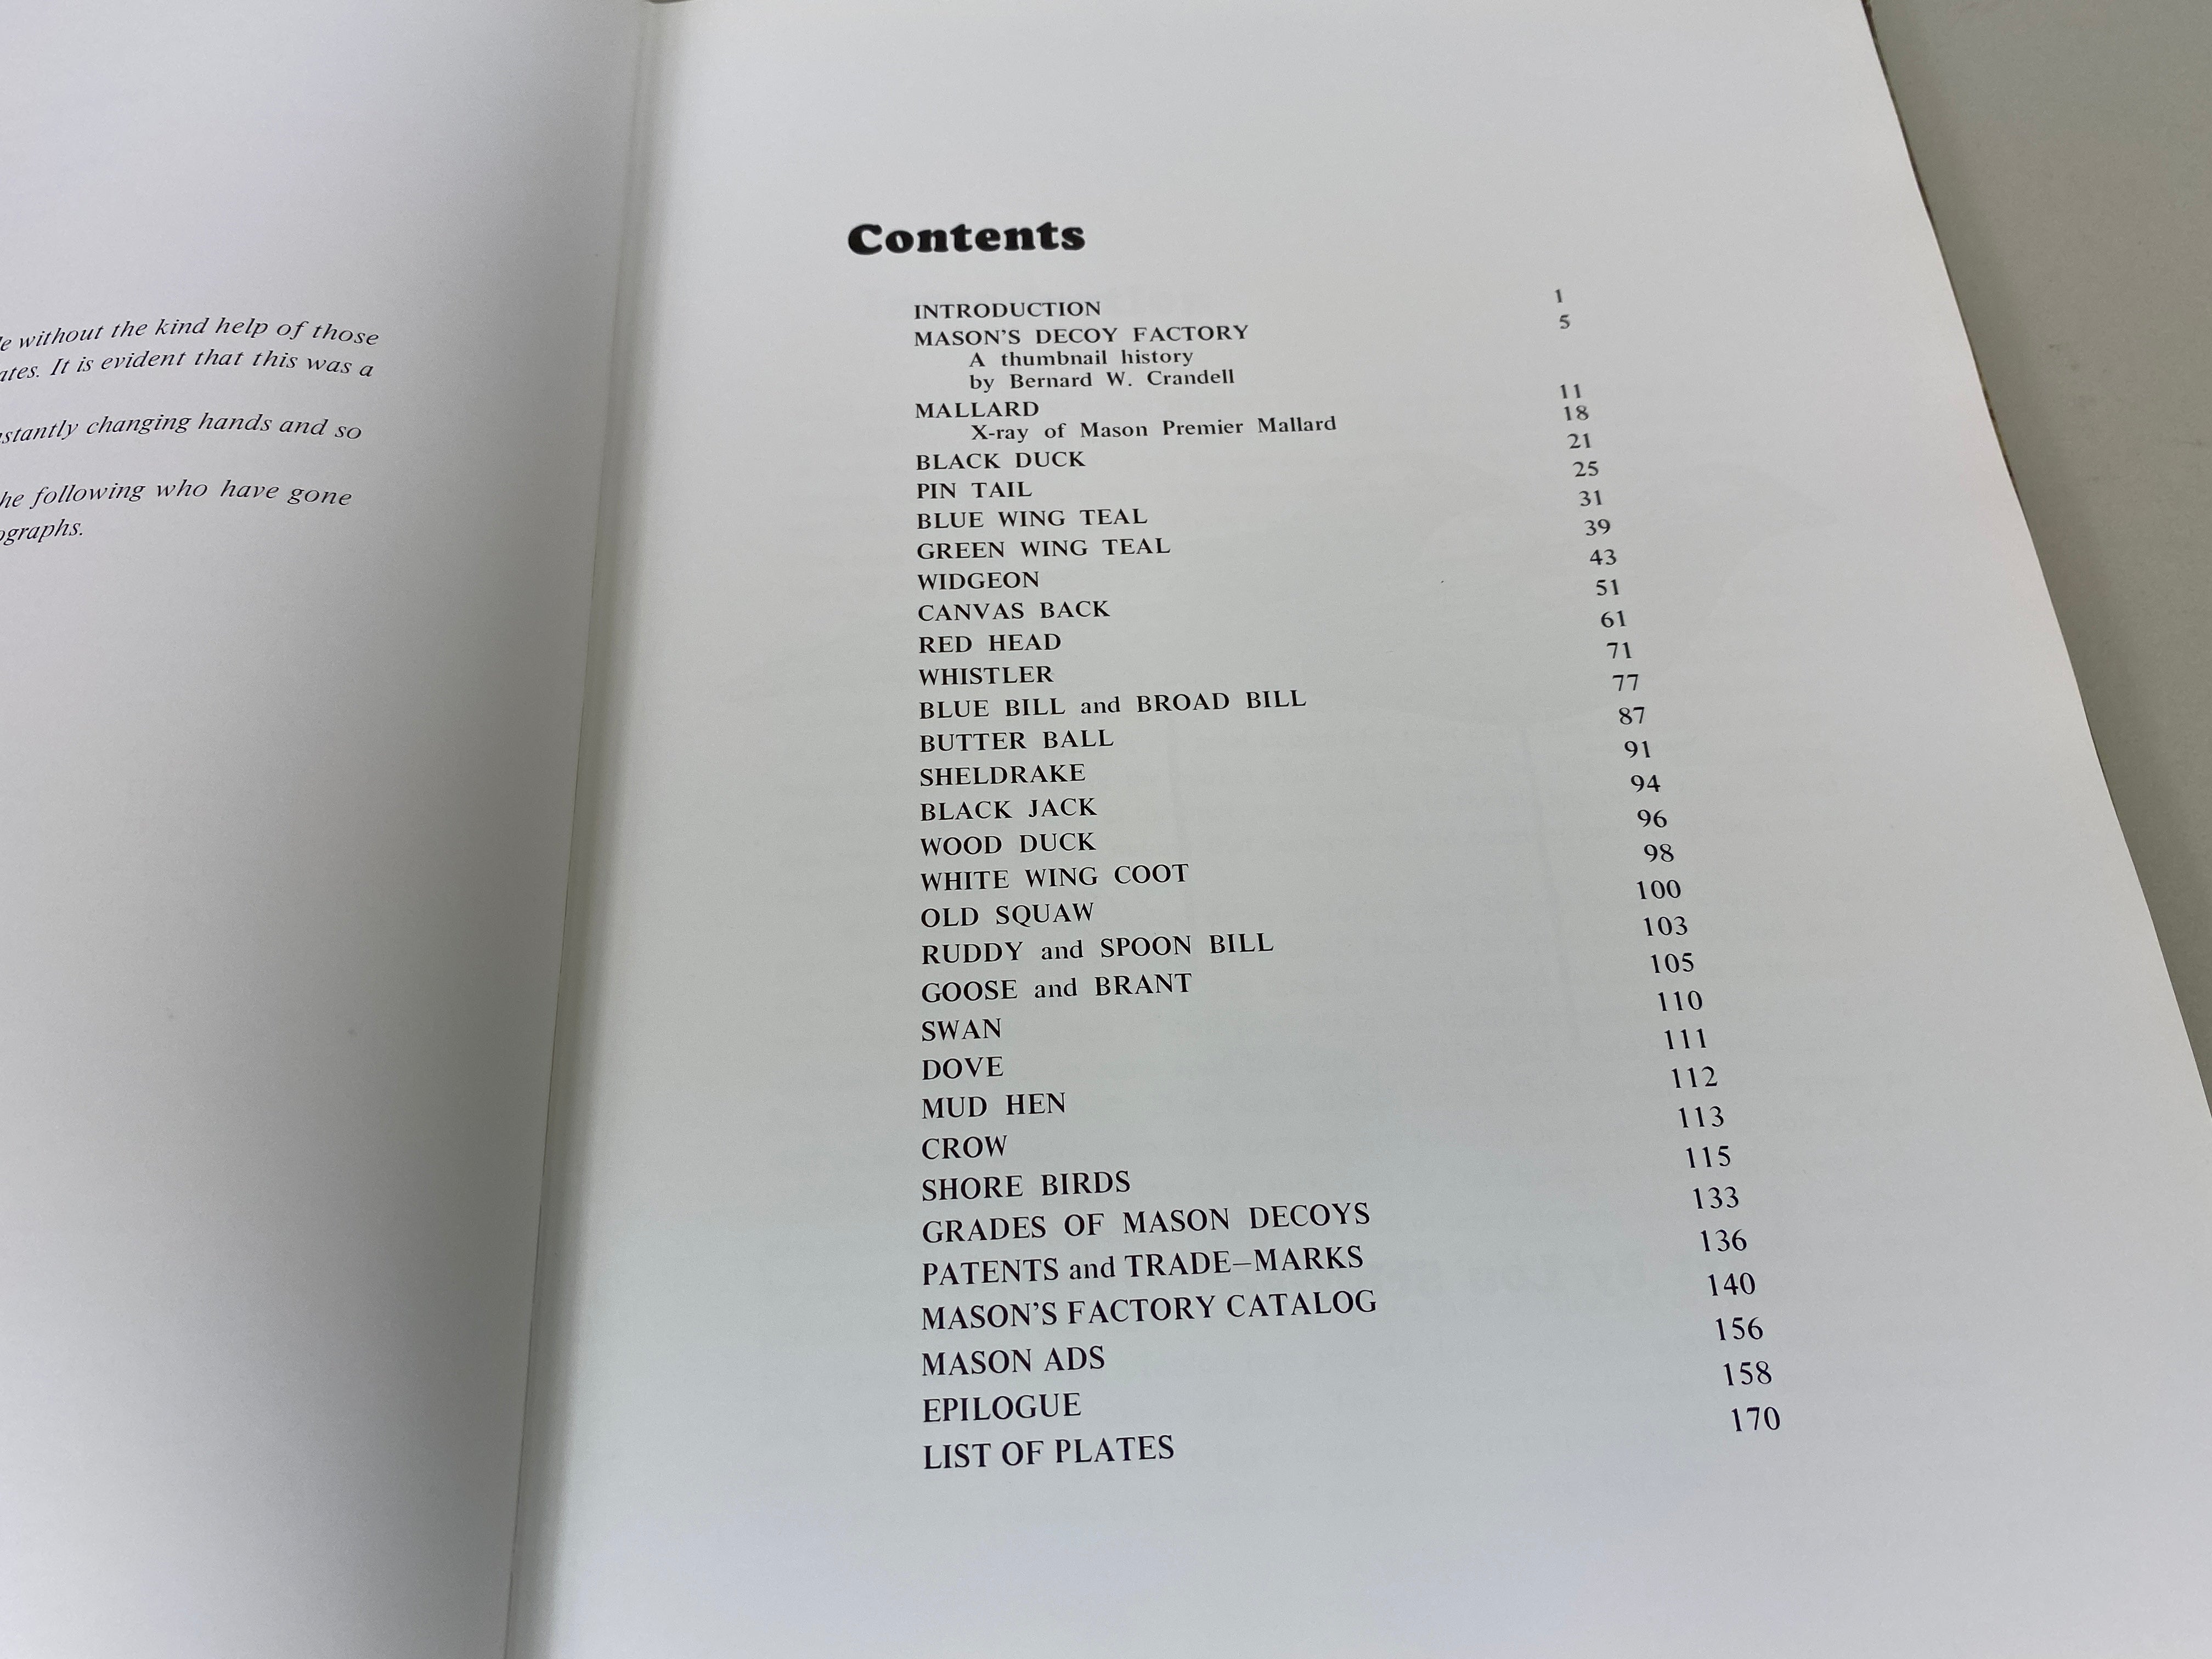 without the kind help of those
It is evident that this was a
changing hands and so
following who have gone
Contents
INTRODUCTION 1
MASON'S DECOY FACTORY 5
A thumbnail history
by Bernard W. Crandell
MALLARD 11
X-ray of Mason Premier Mallard 18
BLACK DUCK 21
PIN TAIL 25
BLUE WING TEAL 31
GREEN WING TEAL 39
WIDGEON 43
CANVAS BACK 51
RED HEAD 61
WHISTLER 71
BLUE BILL and BROAD BILL 77
BUTTER BALL 87
SHELDRAKE 91
BLACK JACK 94
WOOD DUCK 96
WHITE WING COOT 98
OLD SQUAW 100
RUDDY and SPOON BILL 103
GOOSE and BRANT 105
SWAN 110
DOVE 111
MUD HEN 112
CROW 113
SHORE BIRDS 115
GRADES OF MASON DECOYS 133
PATENTS and TRADE–MARKS 136
MASON'S FACTORY CATALOG 140
MASON ADS 156
EPILOGUE 158
LIST OF PLATES 170